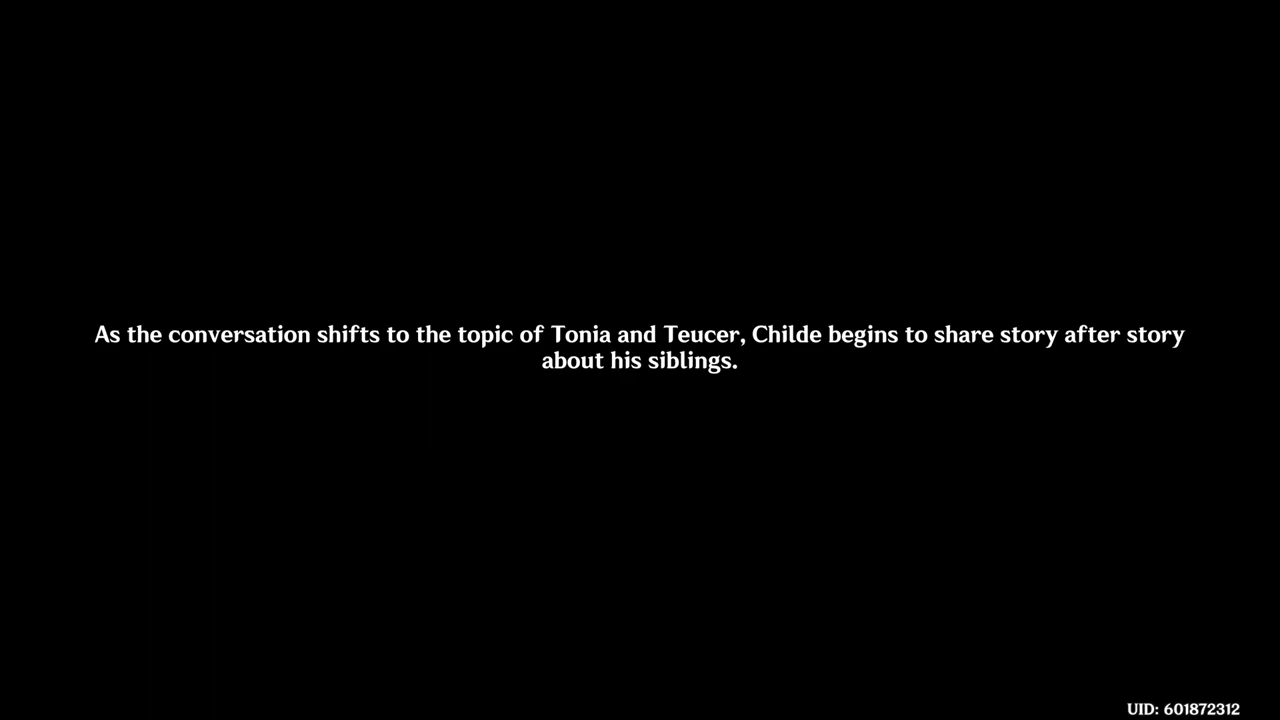 As the conversation shifts to the topic of Tonia and Teucer, Childe begins to share story after story
about his siblings.
UID: 601872312